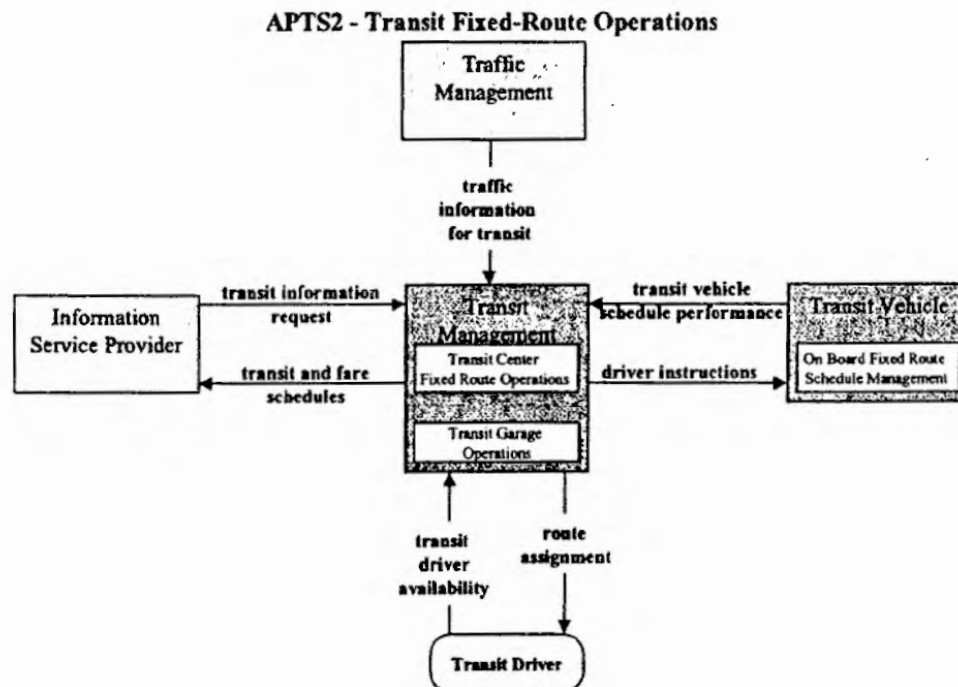 APTS2 - Transit Fixed-Route Operations
Traffic
Management
traffic
information
for transit
transit information
request
Transit
Management
transit vehicle
schedule performance
Transit Vehicle
Information
Service Provider
Transit Center
Fixed Route Operations
On Board Fixed Route
Schedule Management
transit and fare
schedules
driver instructions
Transit Garage
Operations
transit
driver
availability
route
assignment
Transit Driver